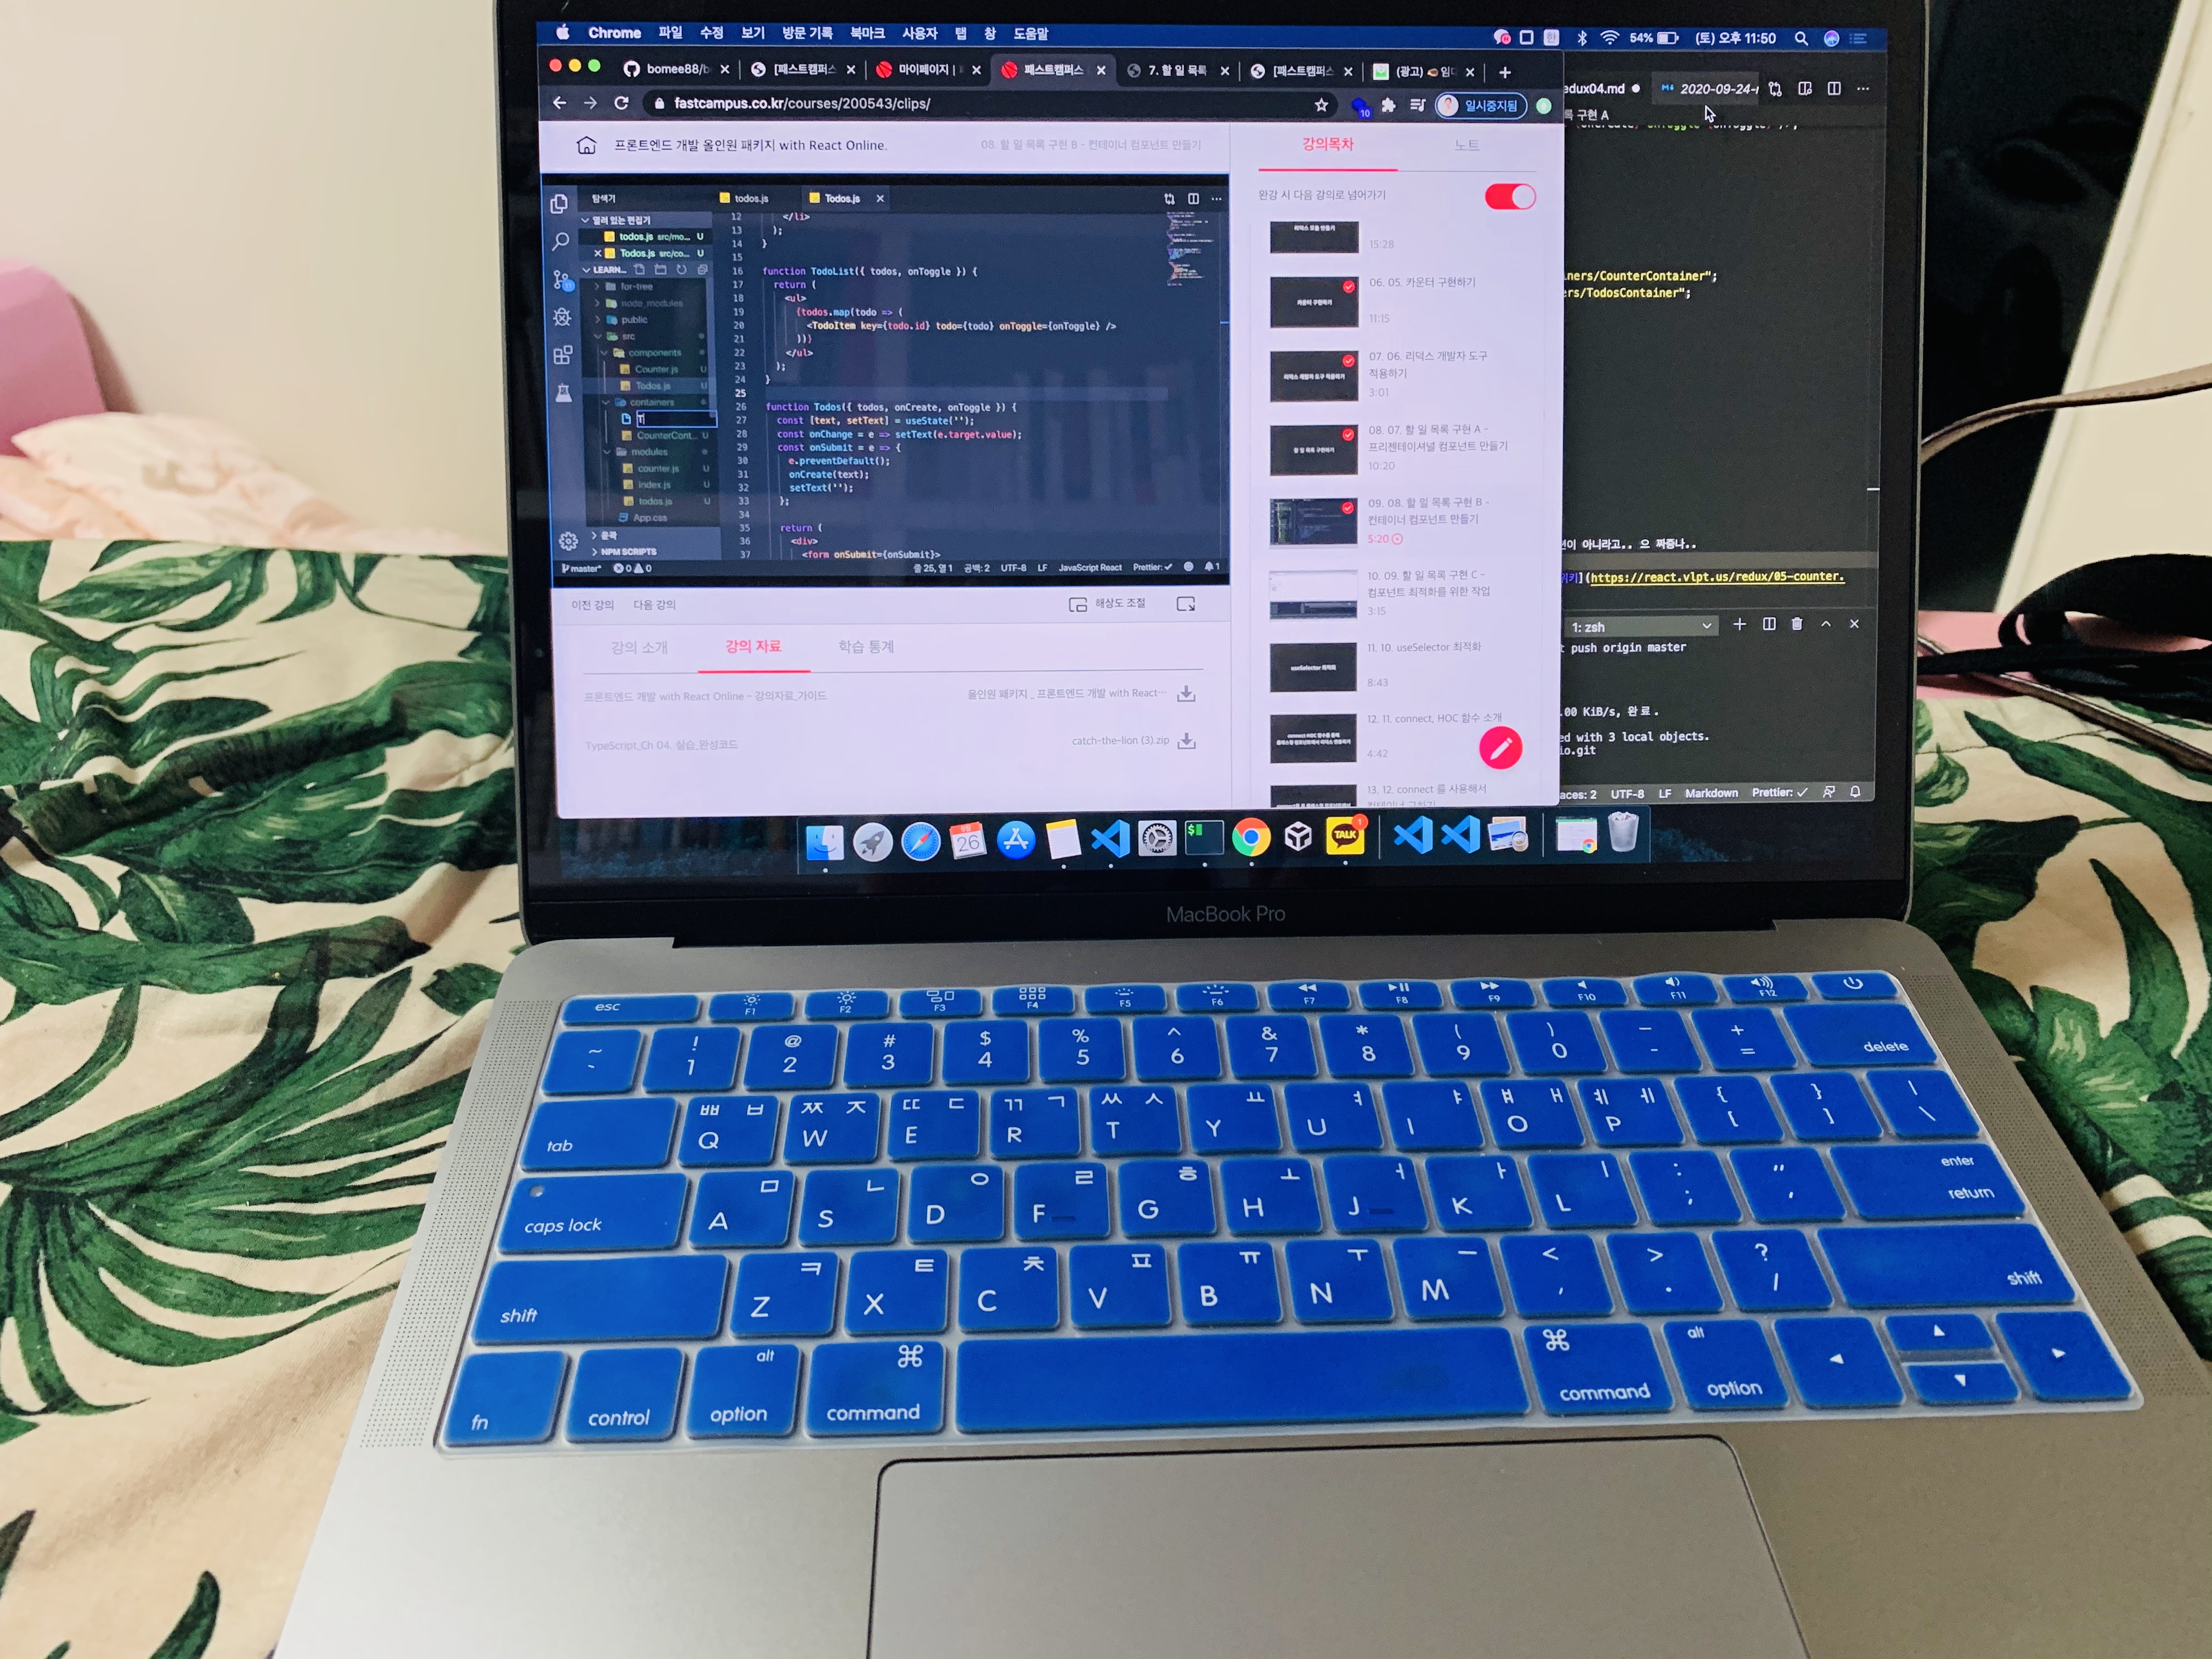 Chrome 파일 수정 보기 방문 기록 북마크 사용자 탭 창 도움말 54% (토) 오후 11:50
bomee88/b [패스트캠퍼스 마이페이지 | 패스트캠퍼스 7. 할 일 목록 [패스트캠퍼스 (광고)
fastcampus.co.kr/courses/200543/clips/
10 일시중지됨
프론트엔드 개발 올인원 패키지 with React Online.
08. 할 일 목록 구현 B - 컨테이너 컴포넌트 만들기
탐색기 todos.js Todos.js
열려 있는 편집기
todos.js src/mo... U
Todos.js src/co... U
LEARN...
for-tree
node_modules
public
src
components
Counter.js U
Todos.js U
containers
T
CounterCont... U
modules
counter.js U
index.js U
todos.js U
App.css
윤곽
NPM SCRIPTS
12 </li>
13 );
14 }
15
16 function TodoList({ todos, onToggle }) {
17 return (
18 <ul>
19 {todos.map(todo => (
20 <TodoItem key={todo.id} todo={todo} onToggle={onToggle} />
21 ))}
22 </ul>
23 );
24 }
25
26 function Todos({ todos, onCreate, onToggle }) {
27 const [text, setText] = useState('');
28 const onChange = e => setText(e.target.value);
29 const onSubmit = e => {
30 e.preventDefault();
31 onCreate(text);
32 setText('');
33 };
34
35 return (
36 <div>
37 <form onSubmit={onSubmit}>
master* 0 0 줄 25, 열 1 공백: 2 UTF-8 LF JavaScript React Prettier: ✓ 1
이전 강의 다음 강의 해상도 조절
강의 소개 강의 자료 학습 통계
프론트엔드 개발 with React Online - 강의자료_가이드 올인원 패키지 _ 프론트엔드 개발 with React...
TypeScript_Ch 04. 실습_완성코드 catch-the-lion (3).zip
강의목차 노트
완강 시 다음 강의로 넘어가기
15:28
06. 05. 카운터 구현하기
11:15
07. 06. 리덕스 개발자 도구
적용하기
3:01
08. 07. 할 일 목록 구현 A -
프리젠테이셔널 컴포넌트 만들기
10:20
09. 08. 할 일 목록 구현 B -
컨테이너 컴포넌트 만들기
5:20
10. 09. 할 일 목록 구현 C -
컴포넌트 최적화를 위한 작업
3:15
11. 10. useSelector 최적화
8:43
12. 11. connect, HOC 함수 소개
4:42
13. 12. connect 를 사용해서
edux04.md 2020-09-24-r
록 구현 A
ners/CounterContainer";
rs/TodosContainer";
이 아니라고.. 으 짜증나..
위키](https://react.vlpt.us/redux/05-counter.
1: zsh
t push origin master
.00 KiB/s, 완료.
ed with 3 local objects.
io.git
aces: 2 UTF-8 LF Markdown Prettier: ✓
26 TALK 1
MacBook Pro
esc F1 F2 F3 F4 F5 F6 F7 F8 F9 F10 F11 F12
~ ! @ # $ % ^ & * ( ) _ +
` 1 2 3 4 5 6 7 8 9 0 - = delete
ㅃ ㅂ ㅉ ㅈ ㄸ ㄷ ㄲ ㄱ ㅆ ㅅ ㅛ ㅕ ㅑ ㅒ ㅐ ㅖ ㅔ { } |
tab Q W E R T Y U I O P [ ] \
ㅁ ㄴ ㅇ ㄹ ㅎ ㅗ ㅓ ㅏ ㅣ : " enter
caps lock A S D F G H J K L ; ' return
ㅋ ㅌ ㅊ ㅍ ㅠ ㅜ ㅡ < > ?
shift Z X C V B N M , . / shift
alt ⌘ ⌘ alt
fn control option command command option